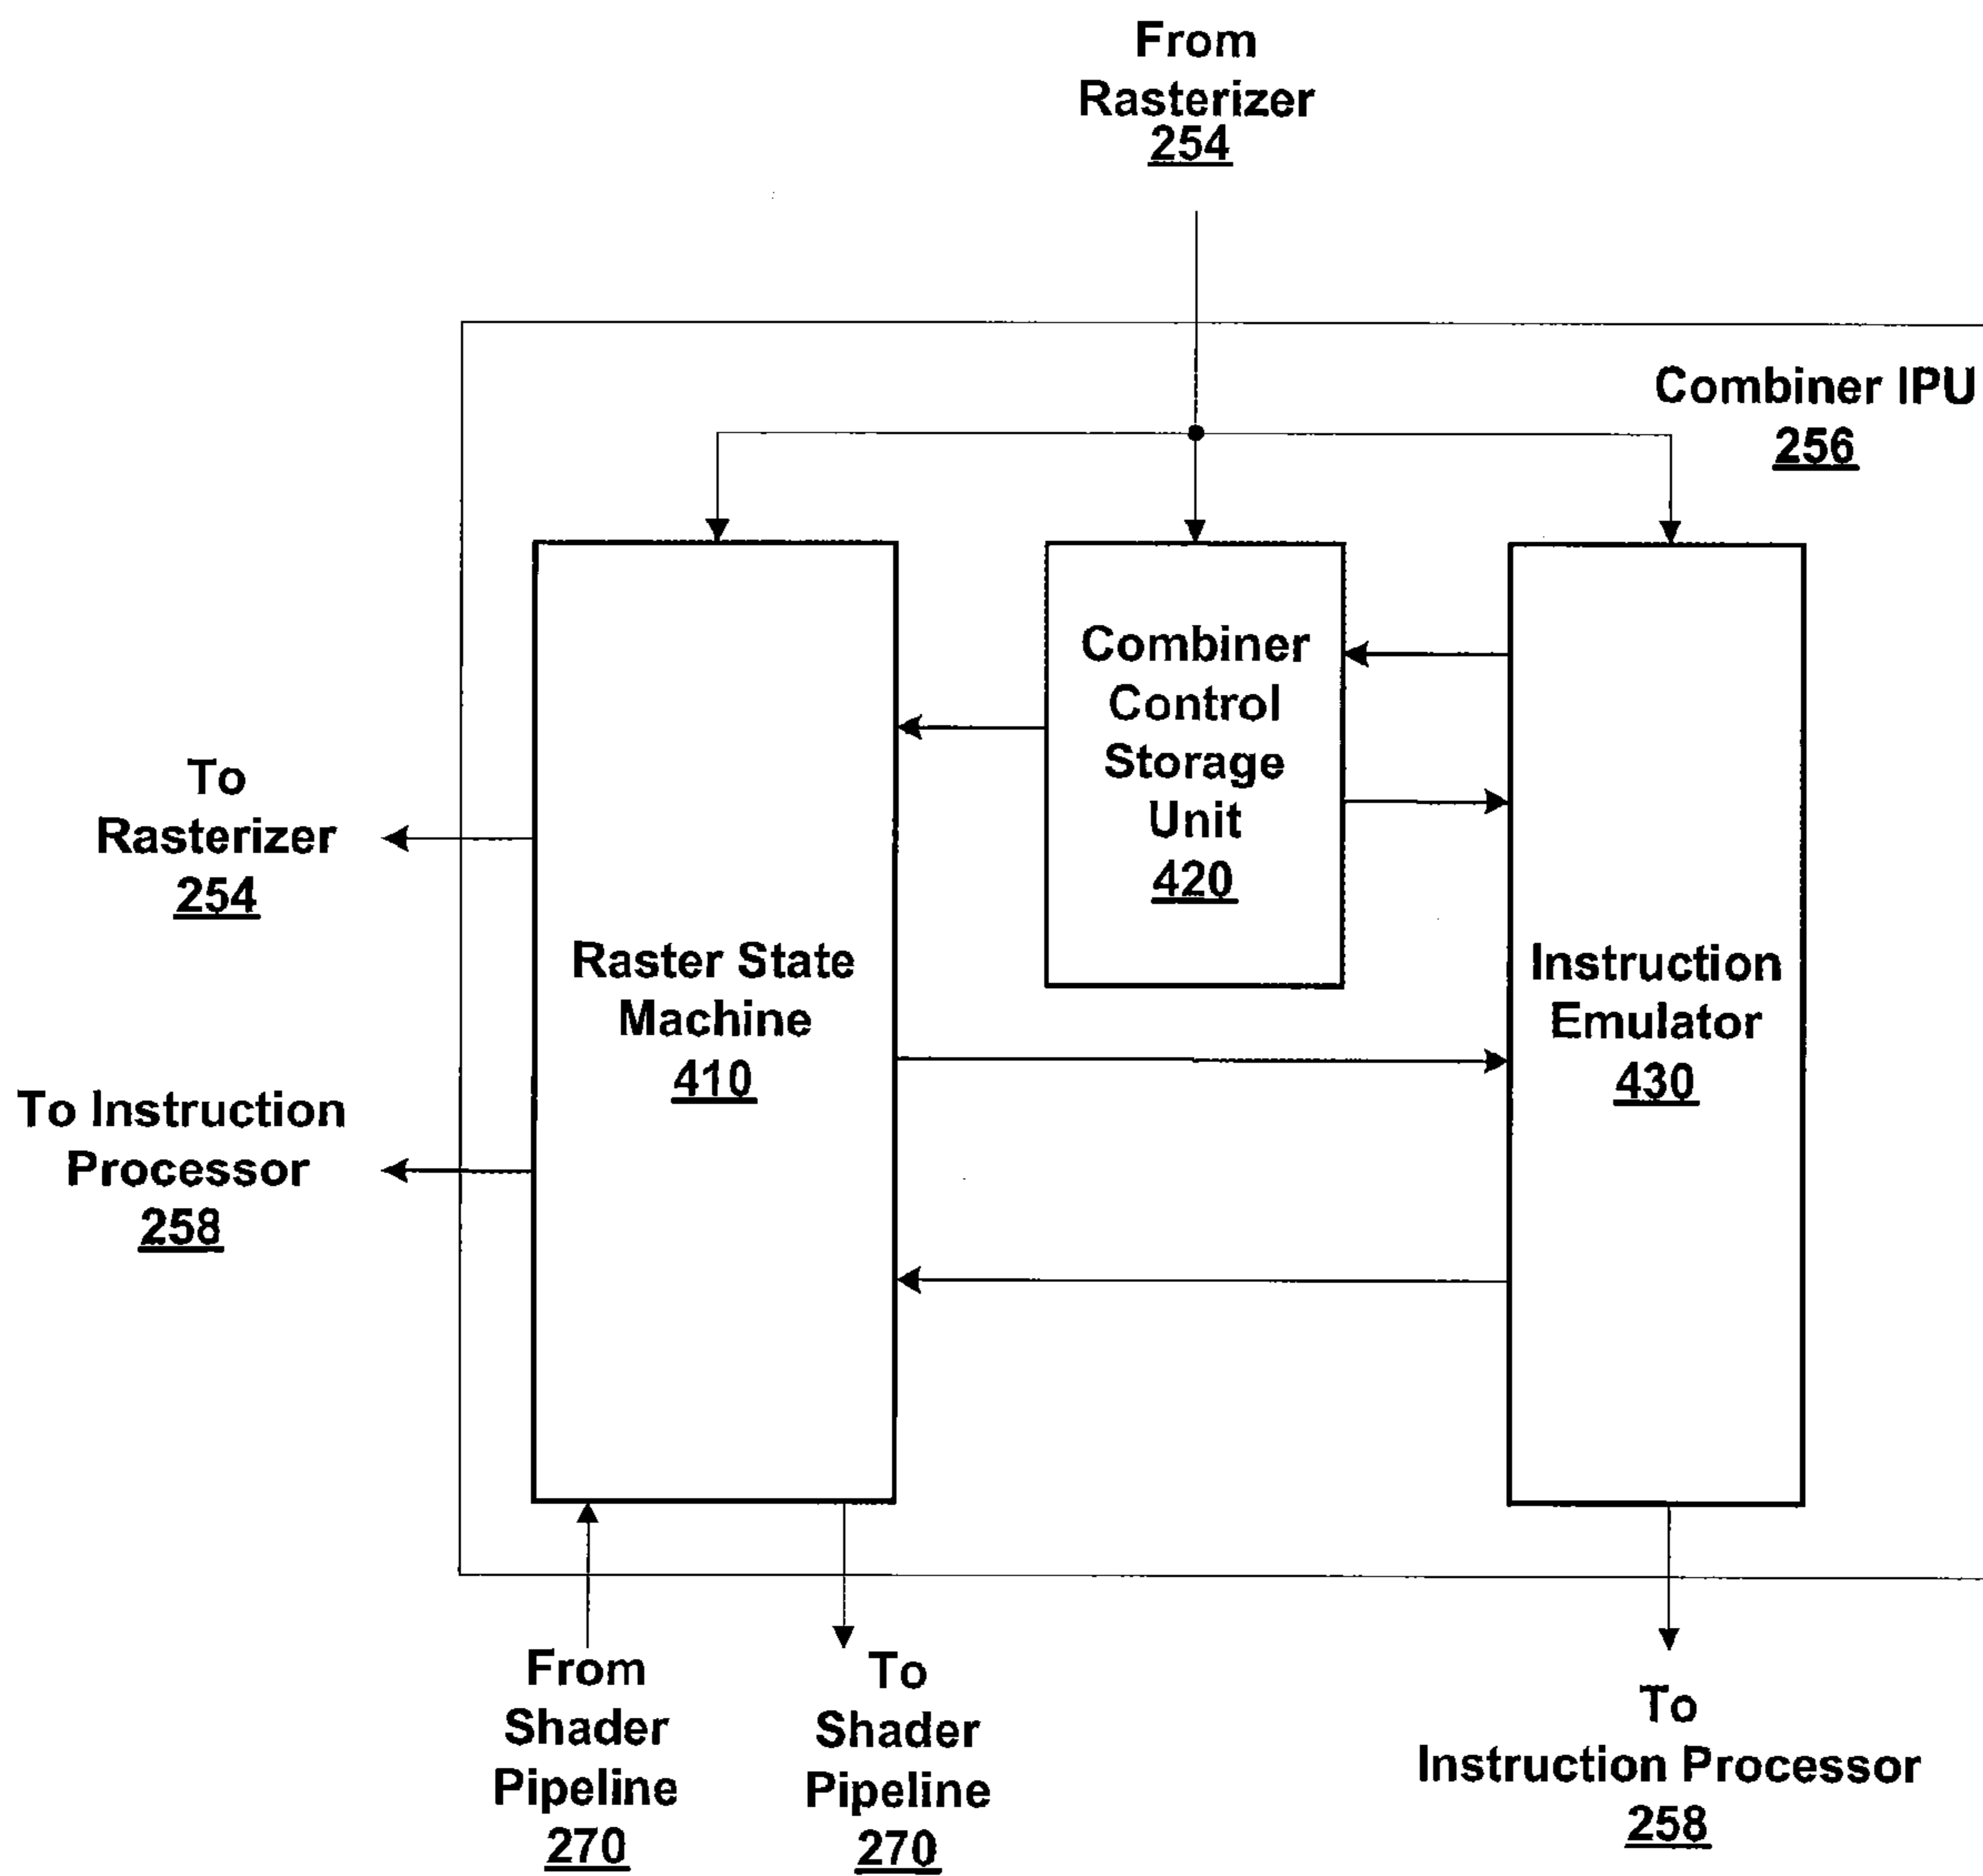 From
Rasterizer
254
Combiner IPU
256
Combiner
Control
Storage
Unit
420
To
Rasterizer
254
Raster State
Machine
410
Instruction
Emulator
430
To Instruction
Processor
258
From
Shader
Pipeline
270
To
Shader
Pipeline
270
To
Instruction Processor
258